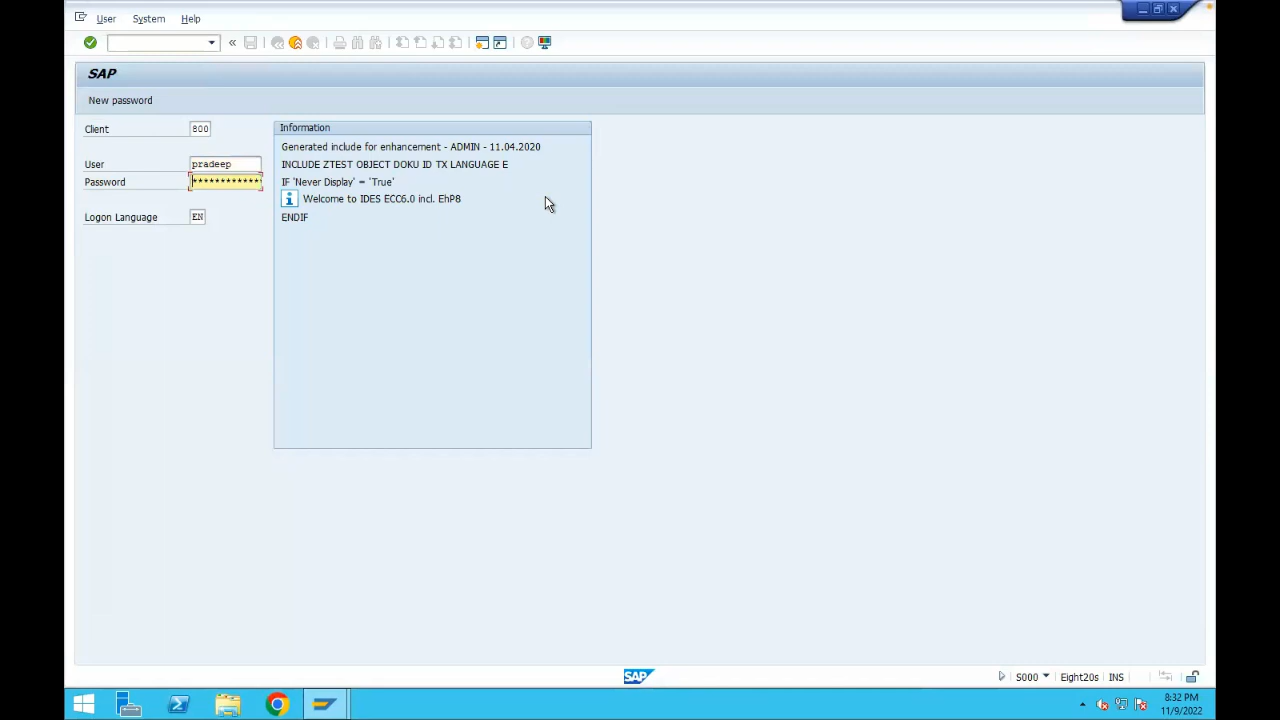 User System Help
SAP
New password
Client 800
User pradeep
Password ************
Logon Language EN
Information
Generated include for enhancement - ADMIN - 11.04.2020
INCLUDE ZTEST OBJECT DOKU ID TX LANGUAGE E
IF 'Never Display' = 'True'
Welcome to IDES ECC6.0 incl. EhP8
ENDIF
SAP
S000 Eight20s INS
8:32 PM
11/9/2022